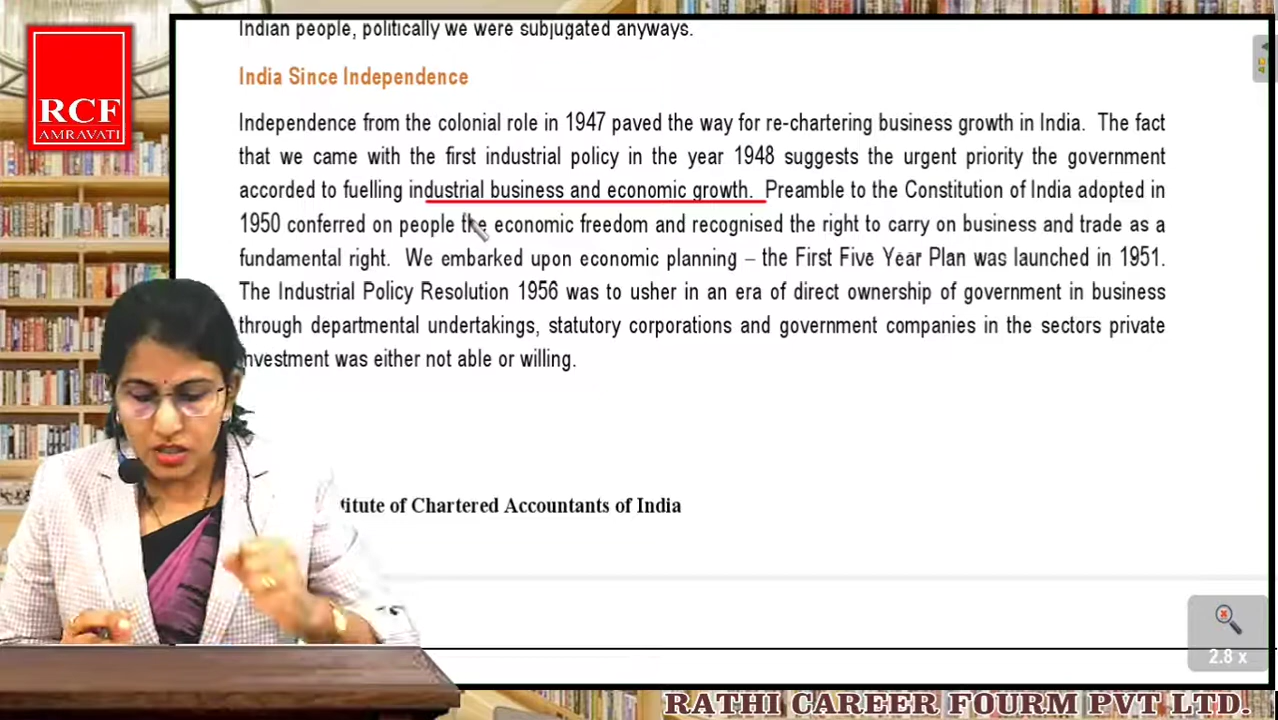 Indian people, politically we were subjugated anyways.
RCF
AMRAVATI
India Since Independence
Independence from the colonial role in 1947 paved the way for re-chartering business growth in India. The fact
that we came with the first industrial policy in the year 1948 suggests the urgent priority the government
accorded to fuelling industrial business and economic growth. Preamble to the Constitution of India adopted in
1950 conferred on people the economic freedom and recognised the right to carry on business and trade as a
fundamental right. We embarked upon economic planning – the First Five Year Plan was launched in 1951.
The Industrial Policy Resolution 1956 was to usher in an era of direct ownership of government in business
through departmental undertakings, statutory corporations and government companies in the sectors private
investment was either not able or willing.
titute of Chartered Accountants of India
2.8 x
RATHI CAREER FOURM PVT LTD.